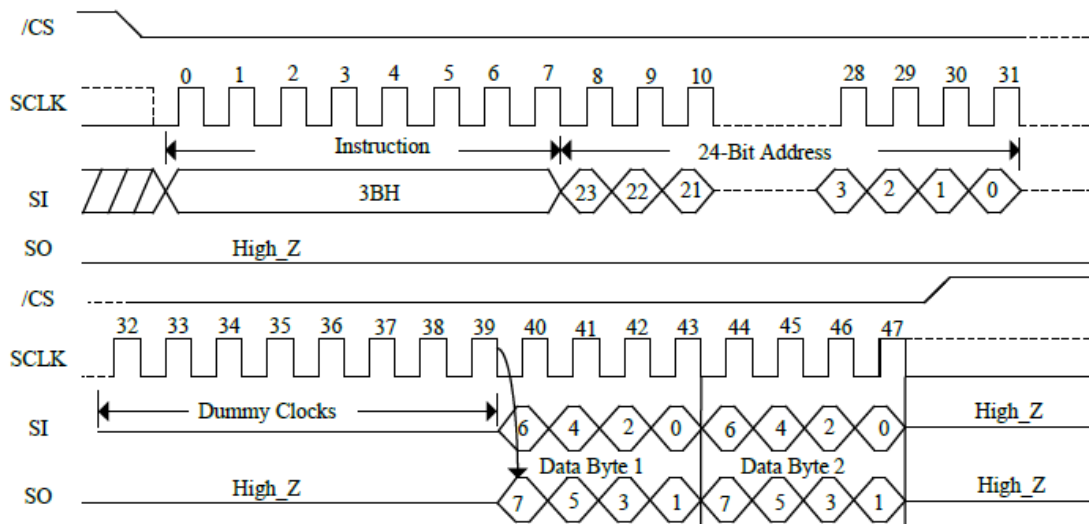 /CS
0 1 2 3 4 5 6 7 8 9 10 28 29 30 31
SCLK
Instruction 24-Bit Address
SI 3BH 23 22 21 3 2 1 0
SO High_Z
/CS
32 33 34 35 36 37 38 39 40 41 42 43 44 45 46 47
SCLK
Dummy Clocks
SI 6 4 2 0 6 4 2 0 High_Z
Data Byte 1 Data Byte 2
SO High_Z 7 5 3 1 7 5 3 1 High_Z